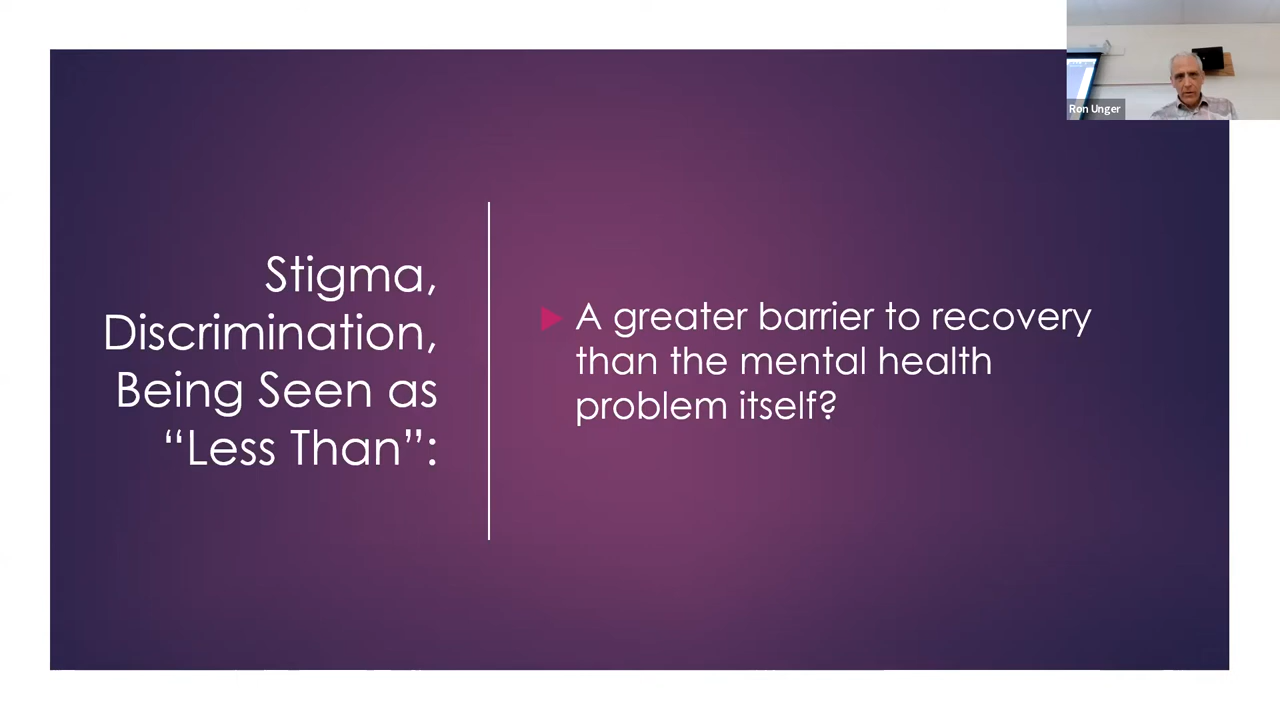 Ron Unger
Stigma,
Discrimination,
Being Seen as
“Less Than”:
A greater barrier to recovery
than the mental health
problem itself?